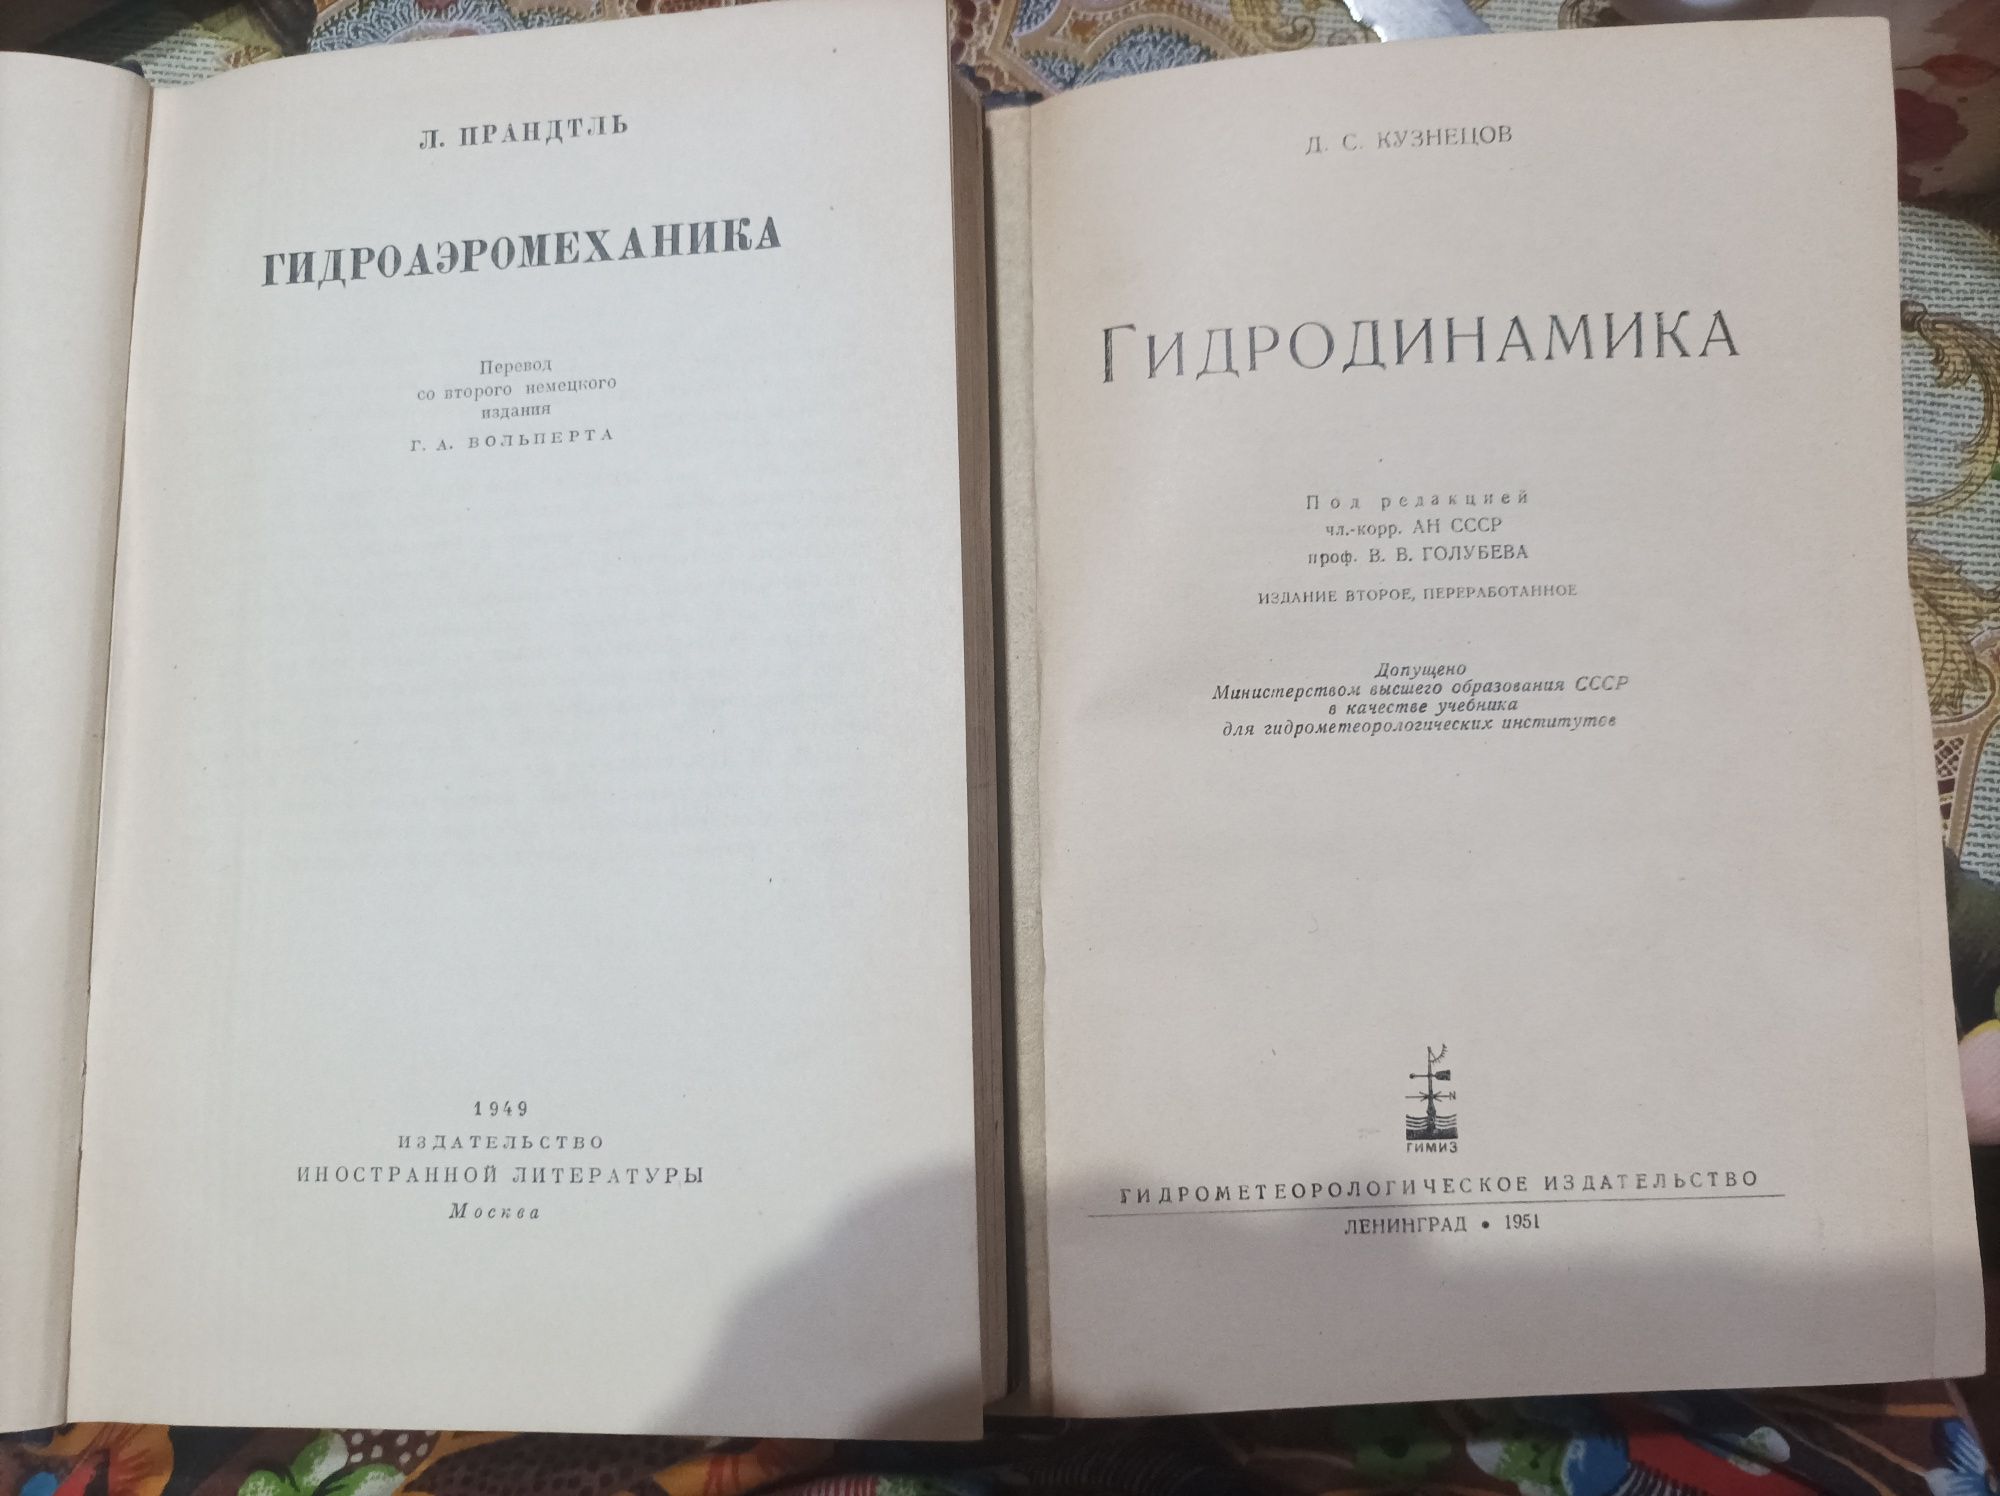 Л. ПРАНДТЛЬ
ГИДРОАЭРОМЕХАНИКА
Перевод
со второго немецкого
издания
Г. А. ВОЛЬПЕРТА
1949
ИЗДАТЕЛЬСТВО
ИНОСТРАННОЙ ЛИТЕРАТУРЫ
Москва
Д. С. КУЗНЕЦОВ
ГИДРОДИНАМИКА
Под редакцией
чл.-корр. АН СССР
проф. В. В. ГОЛУБЕВА
ИЗДАНИЕ ВТОРОЕ, ПЕРЕРАБОТАННОЕ
Допущено
Министерством высшего образования СССР
в качестве учебника
для гидрометеорологических институтов
N
ГИМИЗ
ГИДРОМЕТЕОРОЛОГИЧЕСКОЕ ИЗДАТЕЛЬСТВО
ЛЕНИНГРАД • 1951